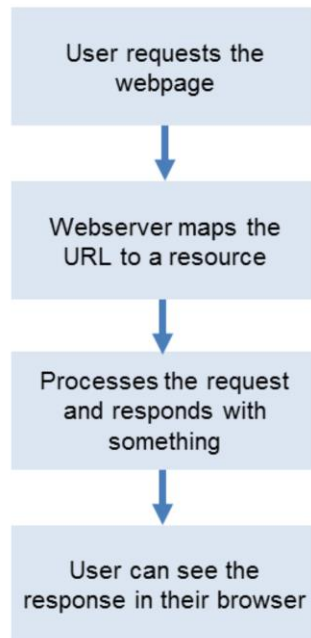 User requests the
webpage
Webserver maps the
URL to a resource
Processes the request
and responds with
something
User can see the
response in their browser